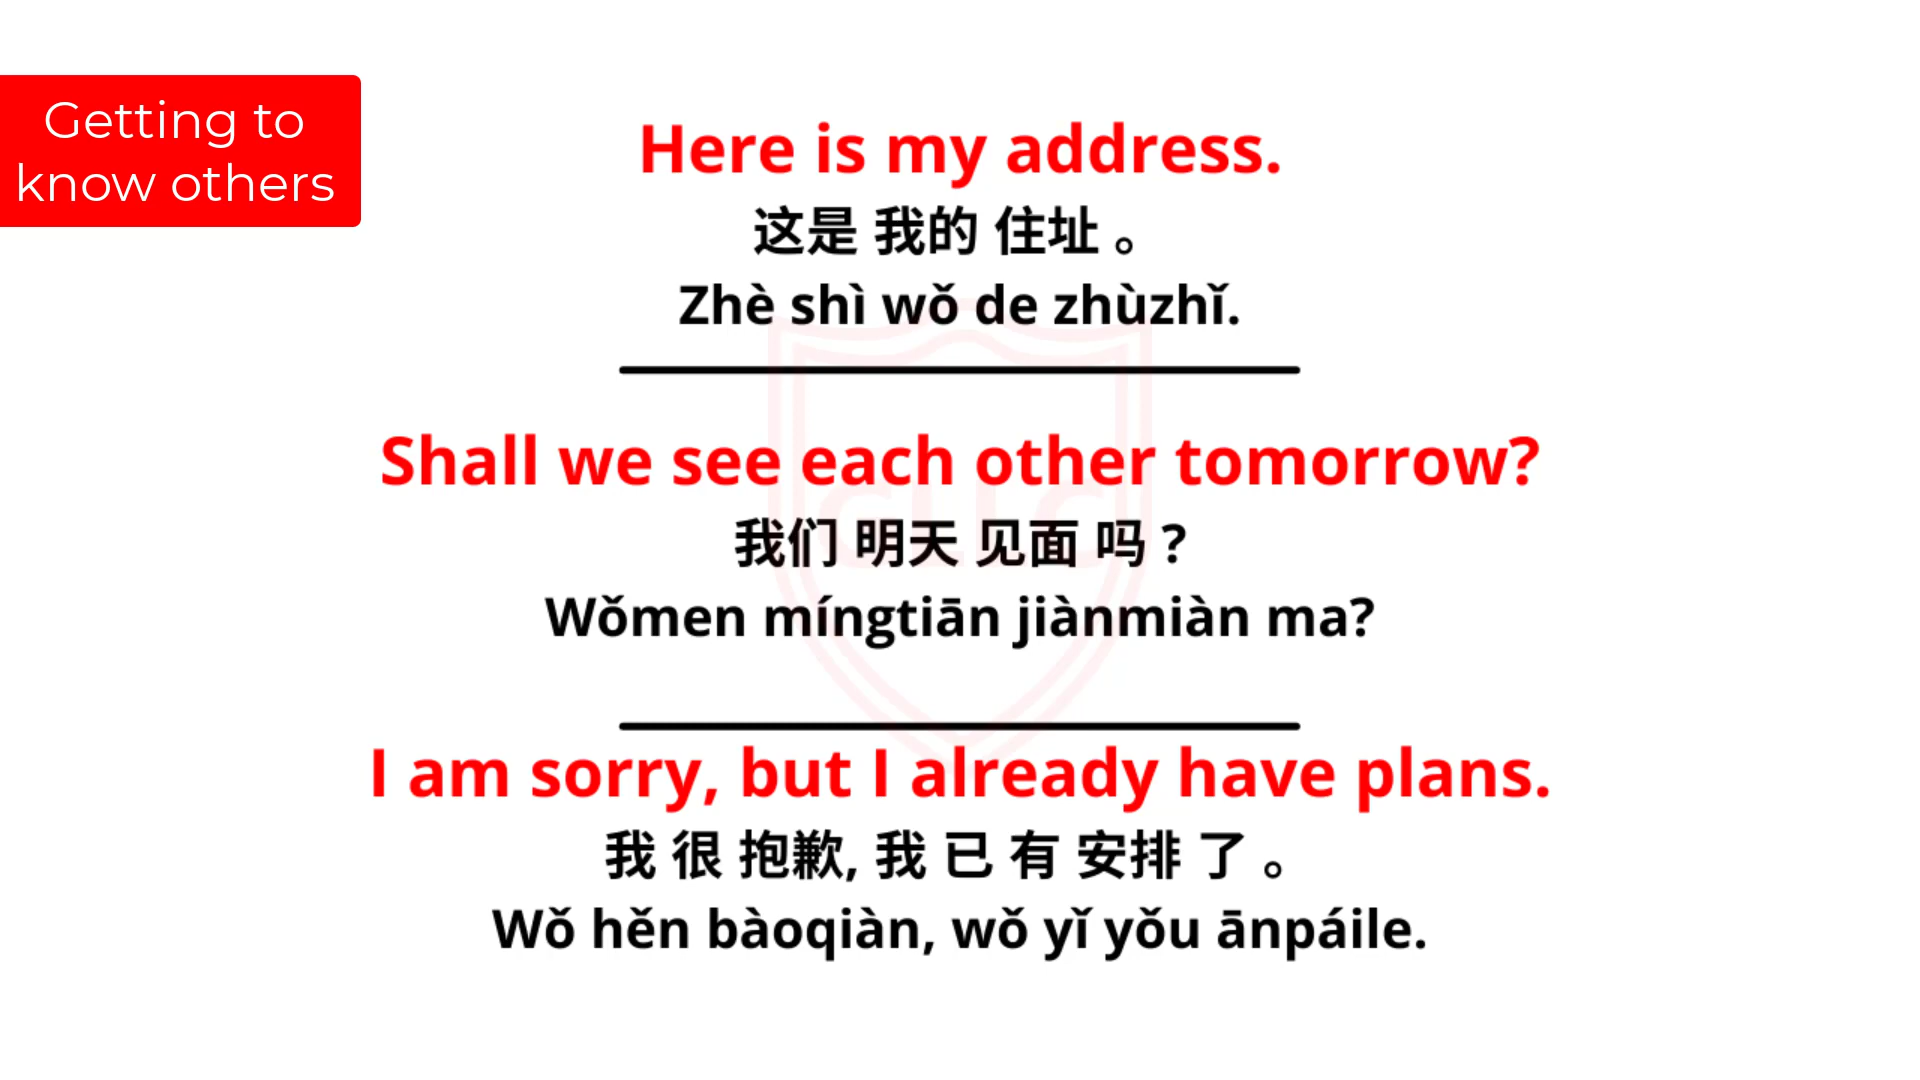 Getting to
know others
Here is my address.
这是 我的 住址 。
Zhè shì wǒ de zhùzhǐ.
Shall we see each other tomorrow?
我们 明天 见面 吗 ?
Wǒmen míngtiān jiànmiàn ma?
I am sorry, but I already have plans.
我 很 抱歉, 我 已 有 安排 了 。
Wǒ hěn bàoqiàn, wǒ yǐ yǒu ānpáile.